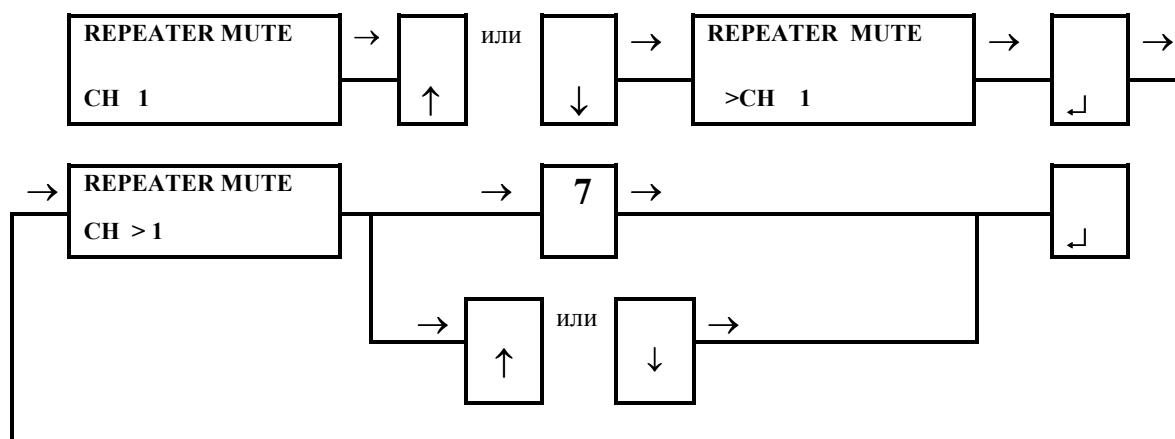 REPEATER MUTE → ↑ или ↓ → REPEATER MUTE → ↵ →
CH 1
>CH 1
→ REPEATER MUTE → 7 → ↵
CH > 1
→ ↑ или ↓ →